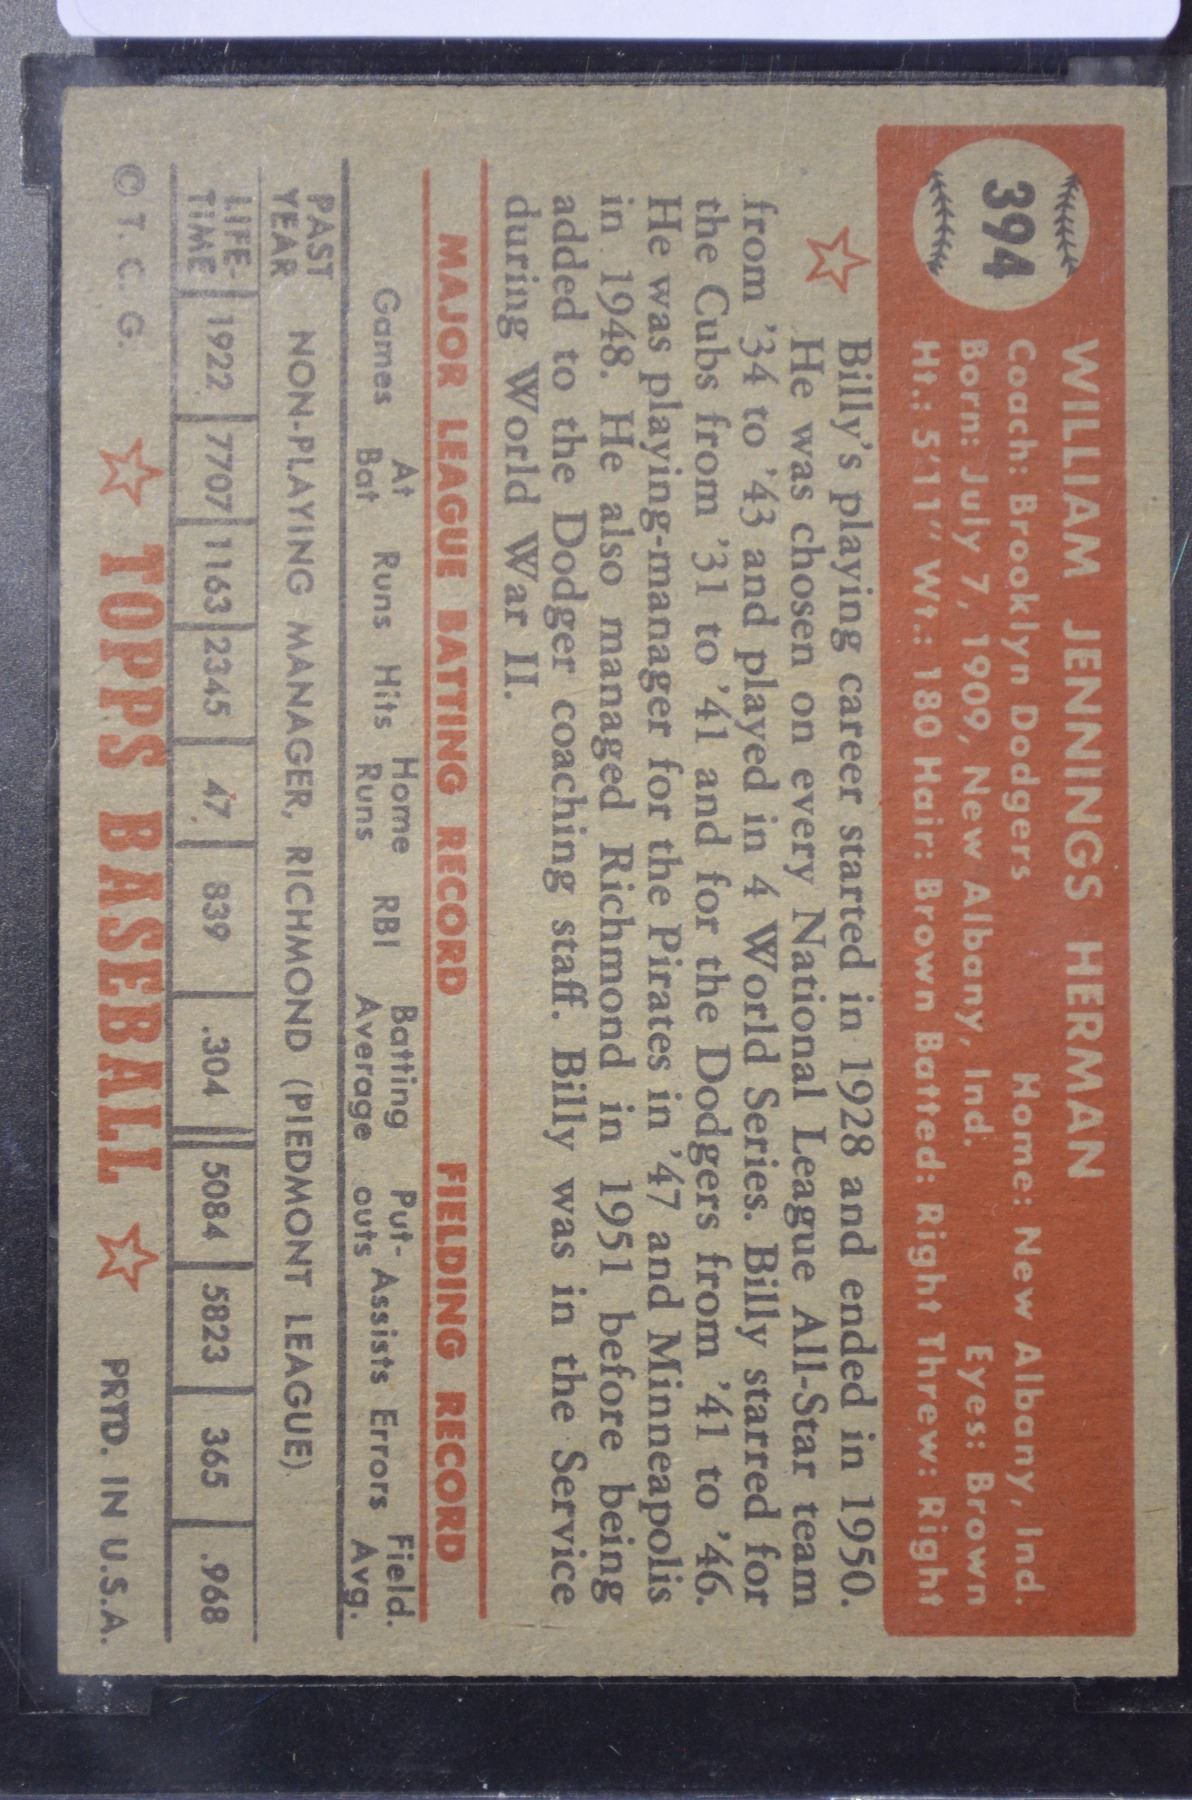 394
WILLIAM JENNINGS HERMAN
Coach: Brooklyn Dodgers Home: New Albany, Ind.
Born: July 7, 1909, New Albany, Ind. Eyes: Brown
Ht.: 5'11" Wt.: 180 Hair: Brown Batted: Right Threw: Right
Billy's playing career started in 1928 and ended in 1950.
He was chosen on every National League All-Star team
from '34 to '43 and played in 4 World Series. Billy starred for
the Cubs from '31 to '41 and for the Dodgers from '41 to '46.
He was playing-manager for the Pirates in '47 and Minneapolis
in 1948. He also managed Richmond in 1951 before being
added to the Dodger coaching staff. Billy was in the Service
during World War II.
MAJOR LEAGUE BATTING RECORD FIELDING RECORD
Games At Bat Runs Hits Home Runs RBI Batting Average Put-outs Assists Errors Field. Avg.
PAST YEAR NON-PLAYING MANAGER, RICHMOND (PIEDMONT LEAGUE)
LIFE-TIME 1922 7707 1163 2345 47 839 .304 5084 5823 365 .968
© T. C. G. TOPPS BASEBALL PRTD. IN U.S.A.